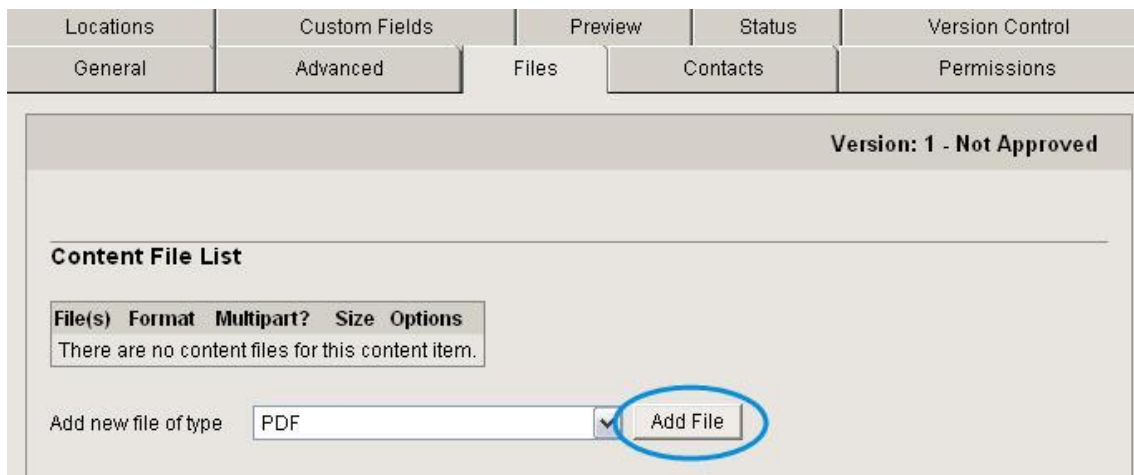 Locations Custom Fields Preview Status Version Control
General Advanced Files Contacts Permissions
Version: 1 - Not Approved
Content File List
File(s) Format Multipart? Size Options
There are no content files for this content item.
Add new file of type PDF Add File